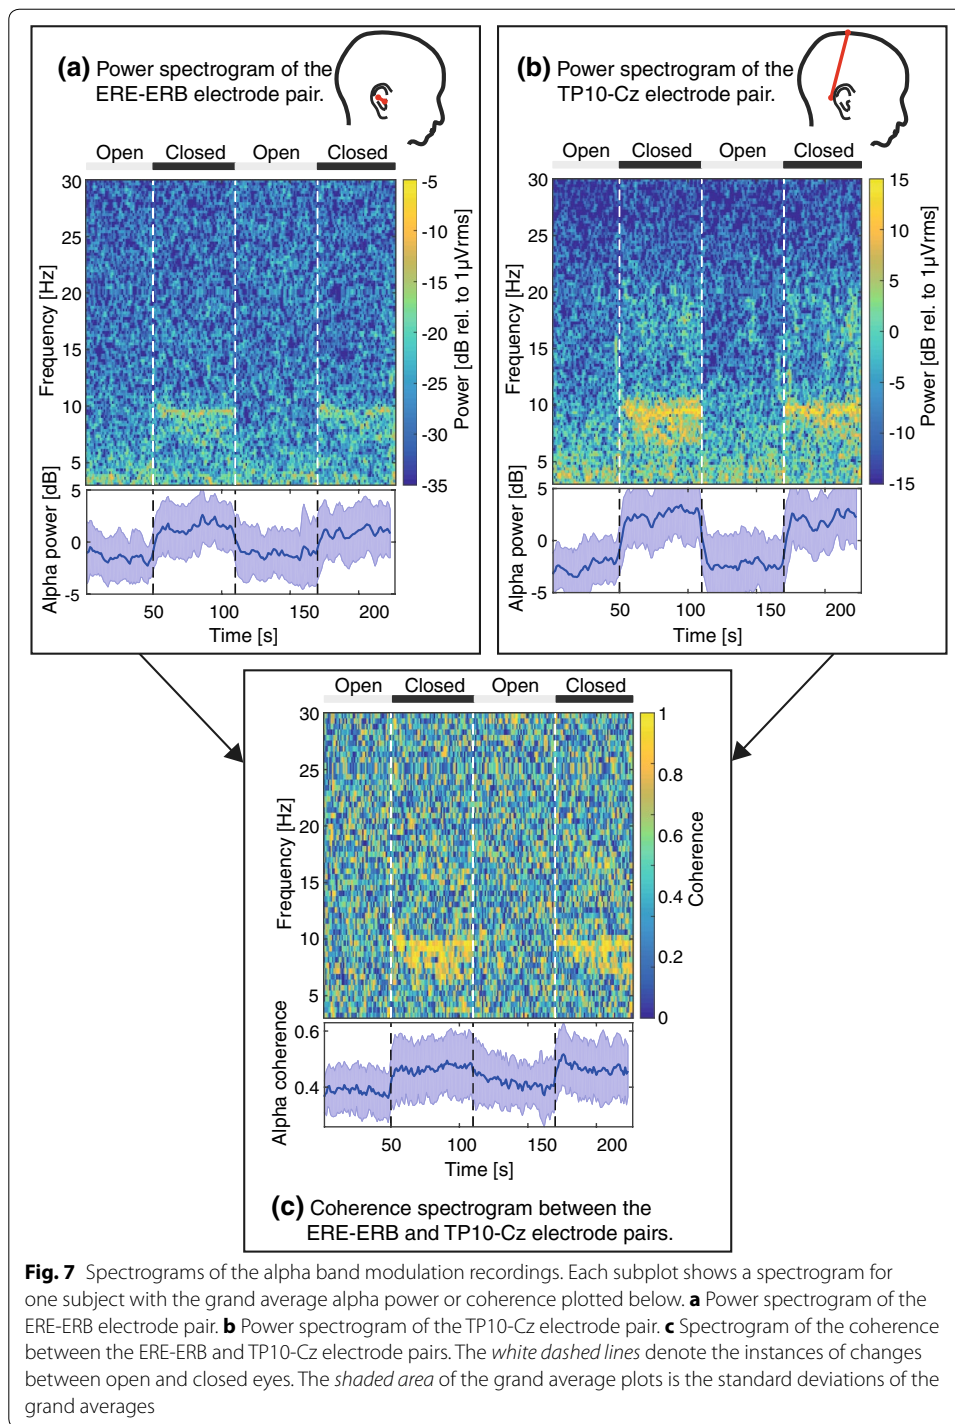 (a) Power spectrogram of the
ERE-ERB electrode pair.
Open Closed Open Closed
30
25
20
15
10
5
Frequency [Hz]
-5
-10
-15
-20
-25
-30
-35
Power [dB rel. to 1µVrms]
5
0
-5
Alpha power [dB]
50 100 150 200
Time [s]
(b) Power spectrogram of the
TP10-Cz electrode pair.
Open Closed Open Closed
30
25
20
15
10
5
Frequency [Hz]
15
10
5
0
-5
-10
-15
Power [dB rel. to 1µVrms]
5
0
-5
Alpha power [dB]
50 100 150 200
Time [s]
Open Closed Open Closed
30
25
20
15
10
5
Frequency [Hz]
1
0.8
0.6
0.4
0.2
0
Coherence
0.6
0.4
Alpha coherence
50 100 150 200
Time [s]
(c) Coherence spectrogram between the
ERE-ERB and TP10-Cz electrode pairs.
Fig. 7 Spectrograms of the alpha band modulation recordings. Each subplot shows a spectrogram for
one subject with the grand average alpha power or coherence plotted below. a Power spectrogram of the
ERE-ERB electrode pair. b Power spectrogram of the TP10-Cz electrode pair. c Spectrogram of the coherence
between the ERE-ERB and TP10-Cz electrode pairs. The white dashed lines denote the instances of changes
between open and closed eyes. The shaded area of the grand average plots is the standard deviations of the
grand averages